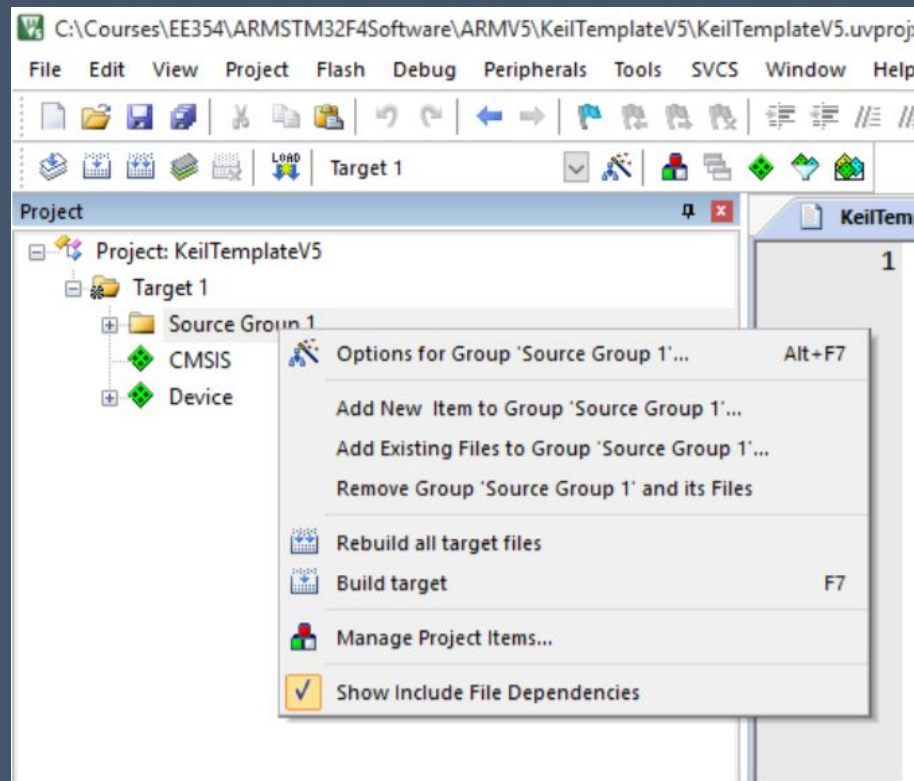 C:\Courses\EE354\ARMSTM32F4Software\ARMV5\KeilTemplateV5\KeilTemplateV5.uvprojx
File Edit View Project Flash Debug Peripherals Tools SVCS Window Help
LOAD Target 1
Project
KeilTem
Project: KeilTemplateV5
1
Target 1
Source Group 1
CMSIS
Device
Options for Group 'Source Group 1'... Alt+F7
Add New Item to Group 'Source Group 1'...
Add Existing Files to Group 'Source Group 1'...
Remove Group 'Source Group 1' and its Files
Rebuild all target files
Build target F7
Manage Project Items...
Show Include File Dependencies